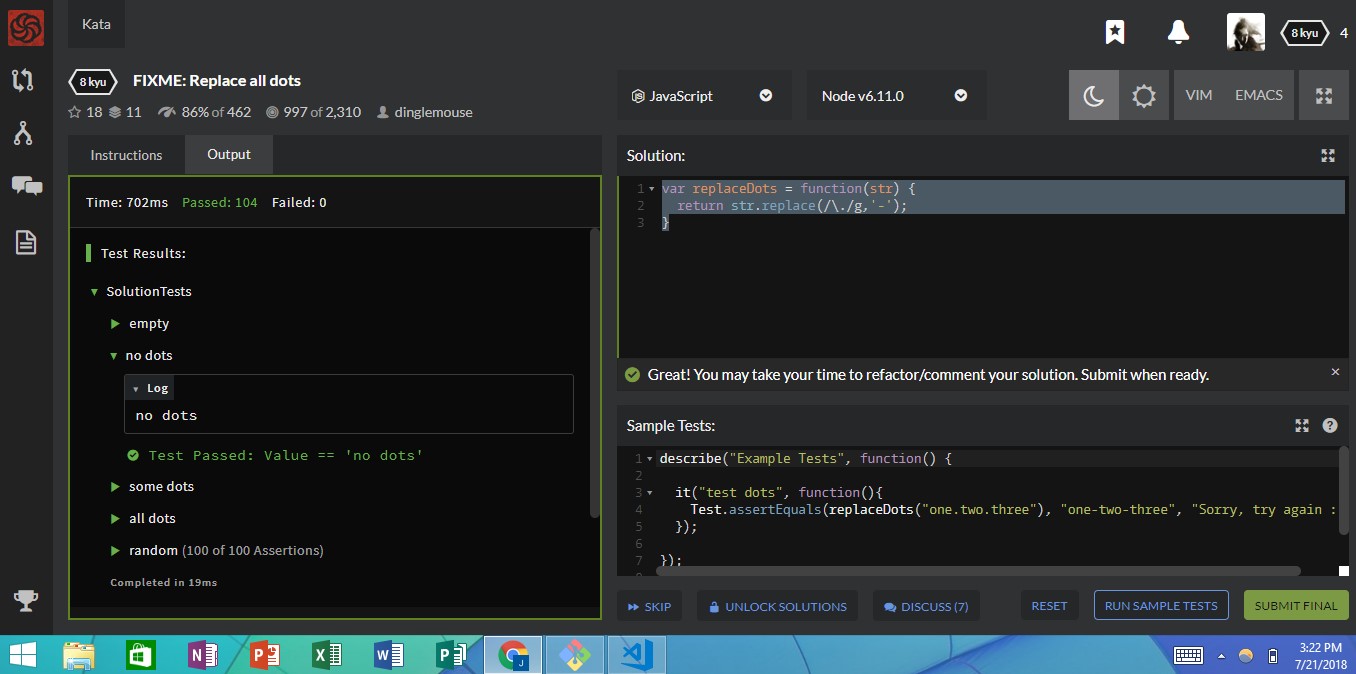 Kata
8 kyu 4
8 kyu FIXME: Replace all dots
18 11 86% of 462 997 of 2,310 dinglemouse
JavaScript
Node v6.11.0
VIM EMACS
Instructions Output
Time: 702ms Passed: 104 Failed: 0
Test Results:
SolutionTests
empty
no dots
Log
no dots
Test Passed: Value == 'no dots'
some dots
all dots
random (100 of 100 Assertions)
Completed in 19ms
Solution:
1 var replaceDots = function(str) {
2 return str.replace(/\./g,'-');
3 }
Great! You may take your time to refactor/comment your solution. Submit when ready. ×
Sample Tests: ?
1 describe("Example Tests", function() {
2
3 it("test dots", function(){
4 Test.assertEquals(replaceDots("one.two.three"), "one-two-three", "Sorry, try again :
5 });
6
7 });
SKIP UNLOCK SOLUTIONS DISCUSS (7) RESET RUN SAMPLE TESTS SUBMIT FINAL
N P X W P J
3:22 PM
7/21/2018